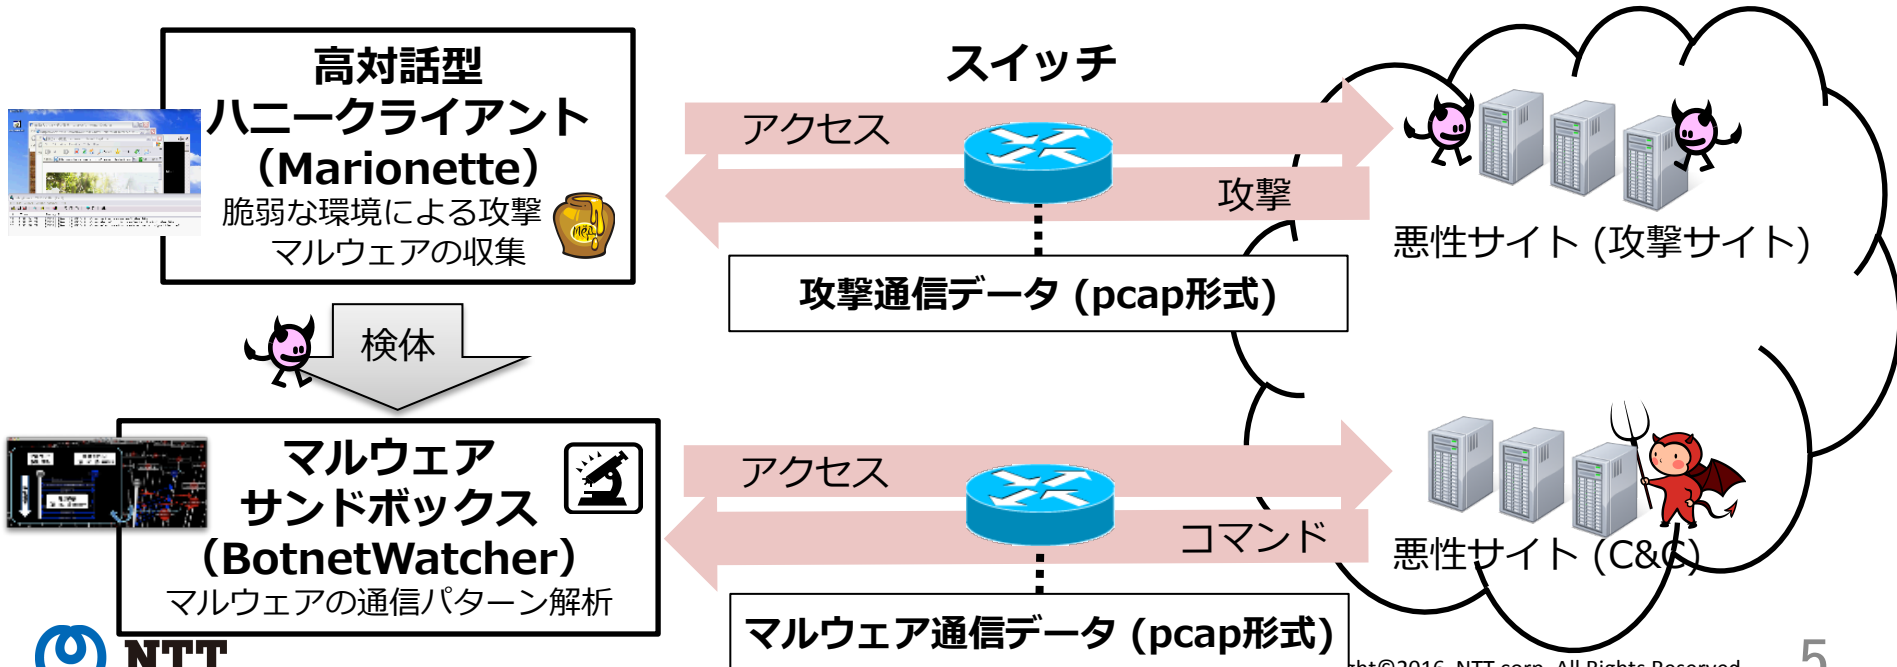 高対話型
ハニークライアント
（Marionette）
脆弱な環境による攻撃
マルウェアの収集
スイッチ
アクセス
攻撃
悪性サイト (攻撃サイト)
攻撃通信データ (pcap形式)
検体
マルウェア
サンドボックス
（BotnetWatcher）
マルウェアの通信パターン解析
アクセス
コマンド
悪性サイト (C&C)
マルウェア通信データ (pcap形式)
NTT
©2016 NTT corp. All Rights Reserved.
5